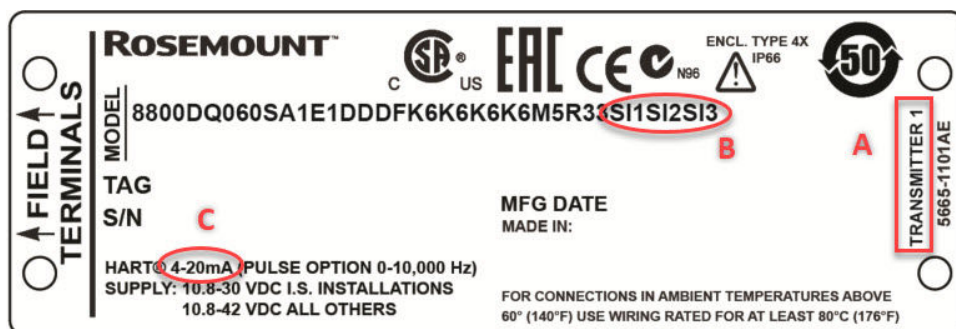 ROSEMOUNT™
C SA ® US
EAC CE N96
ENCL. TYPE 4X
IP66
50
MODEL
8800DQ060SA1E1DDDFK6K6K6K6M5R33SI1SI2SI3
B
A
TAG
S/N
C
MFG DATE
MADE IN:
HART® 4-20mA (PULSE OPTION 0-10,000 Hz)
SUPPLY: 10.8-30 VDC I.S. INSTALLATIONS
10.8-42 VDC ALL OTHERS
FOR CONNECTIONS IN AMBIENT TEMPERATURES ABOVE
60° (140°F) USE WIRING RATED FOR AT LEAST 80°C (176°F)
FIELD
TERMINALS
TRANSMITTER 1
5665-1101AE